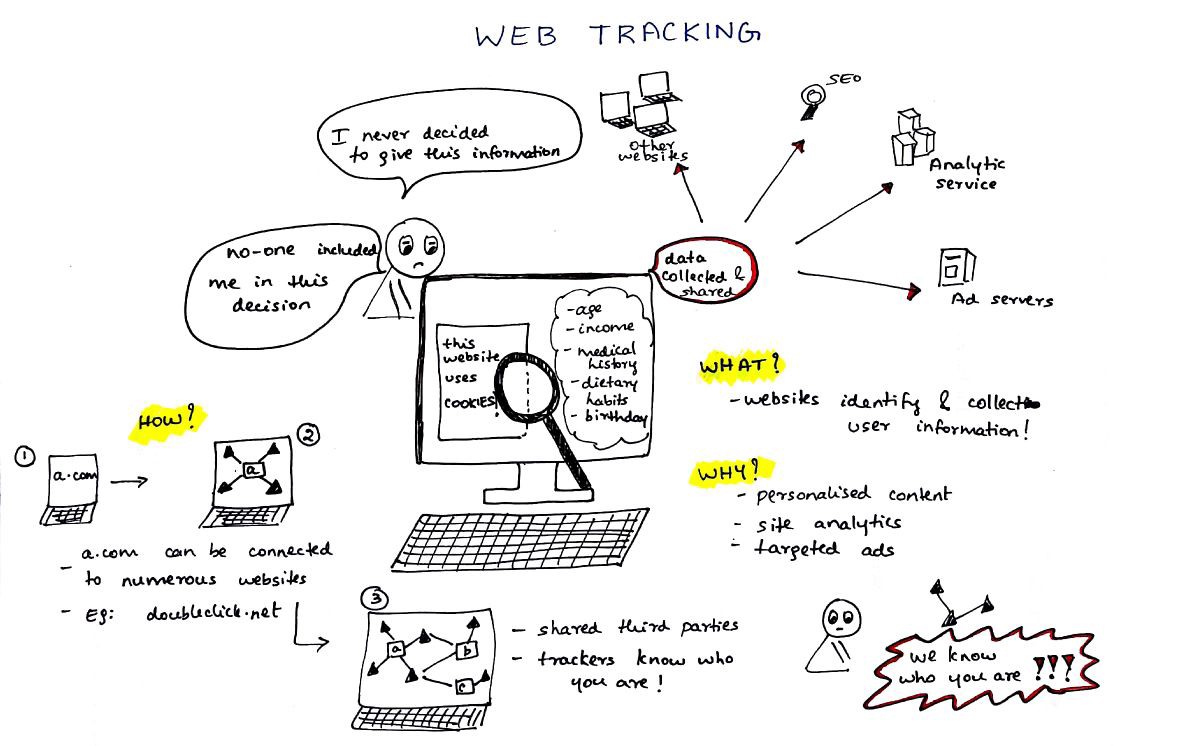 WEB TRACKING
I never decided
to give this information
no-one included
me in this
decision
other
websites
SEO
Analytic
service
Ad servers
data
collected &
shared
this
website
uses
COOKIES!
- age
- income
- medical
history
- dietary
habits
- birthday
WHAT?
- websites identify & collect
user information!
WHY?
- personalised content
- site analytics
- targeted ads
HOW?
1
a.com
2
a
- a.com can be connected
to numerous websites
- Eg: doubleclick.net
3
a
b
c
- shared third parties
- trackers know who
you are!
we know
who you are !!!